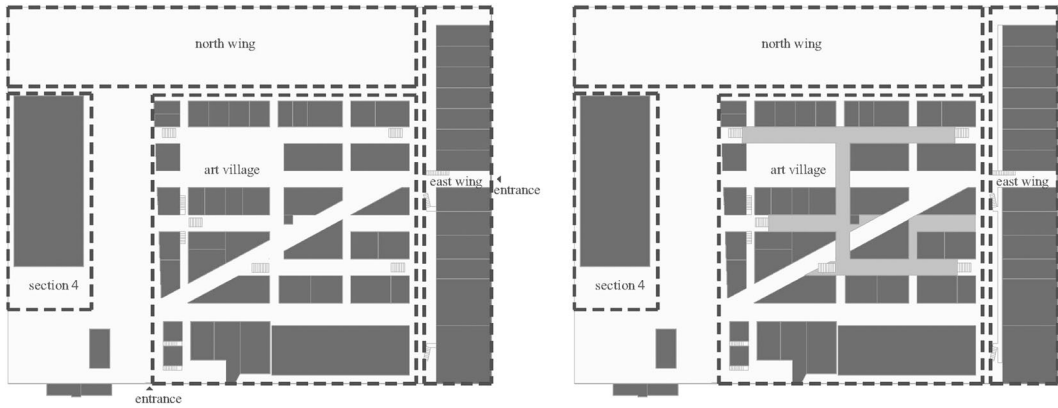 north wing
art village
east wing
entrance
section 4
entrance
north wing
art village
east wing
section 4